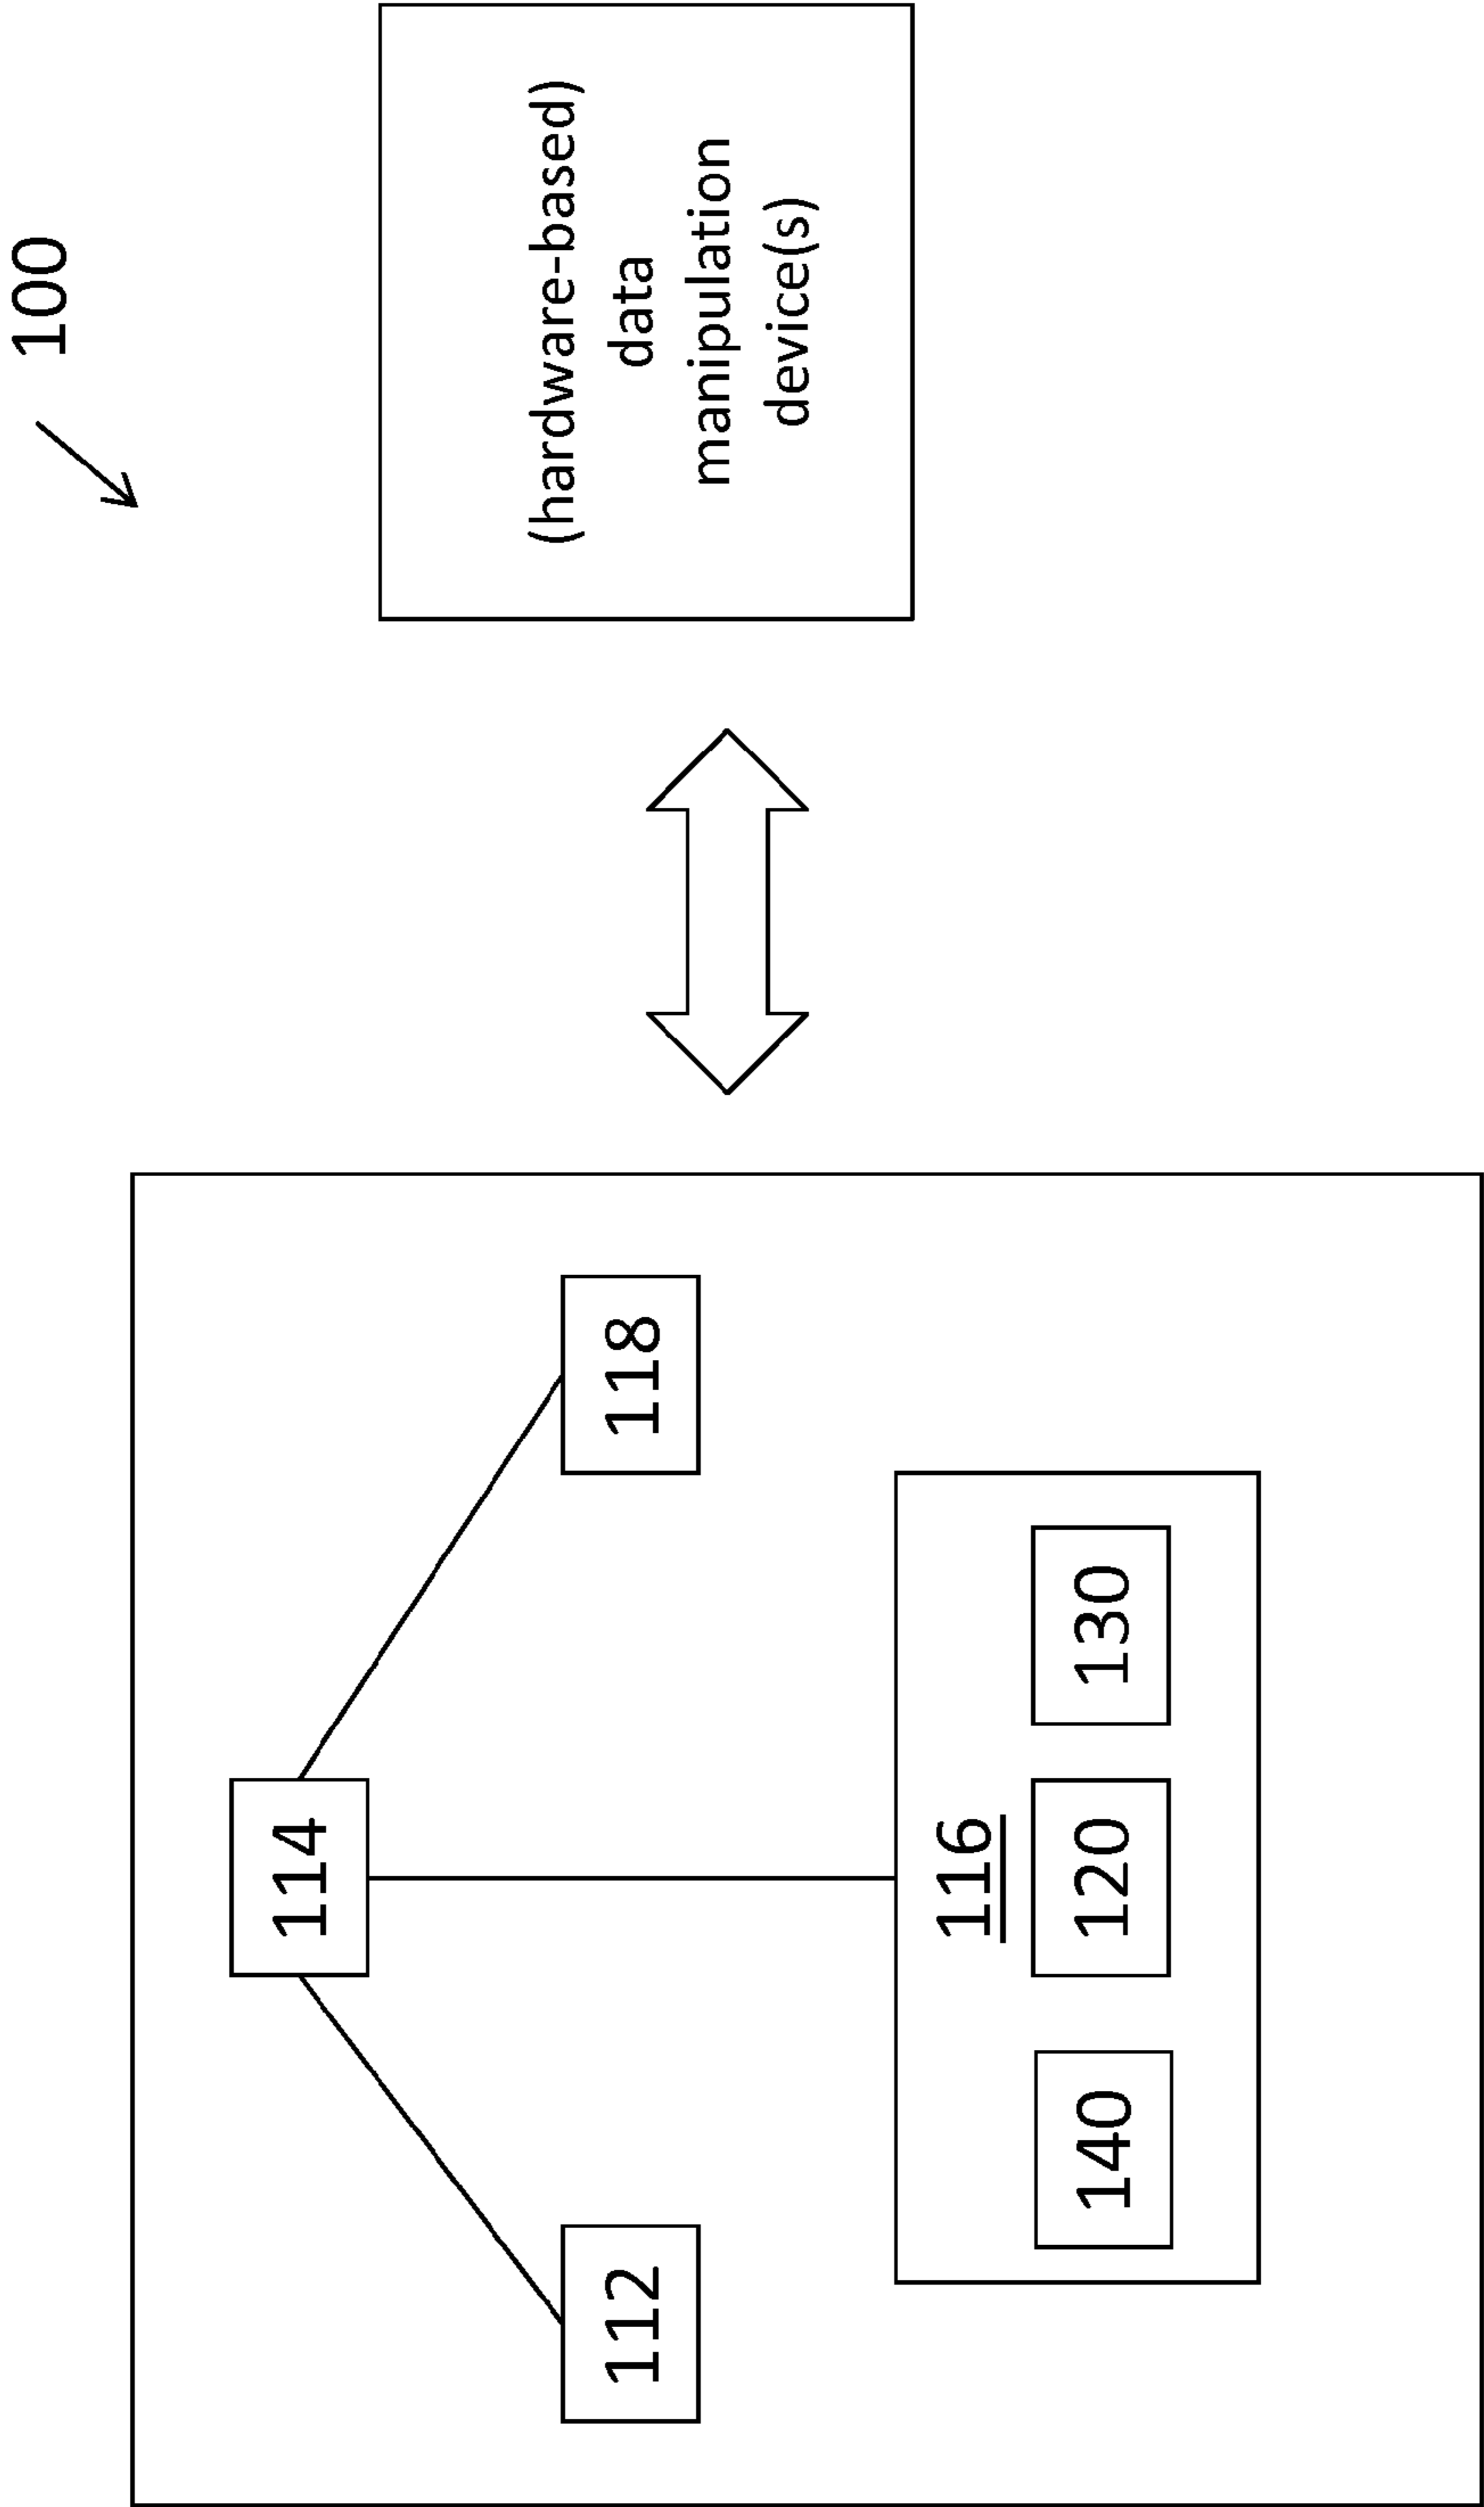 100
114
112
118
116
140
120
130
(hardware-based)
data
manipulation
device(s)